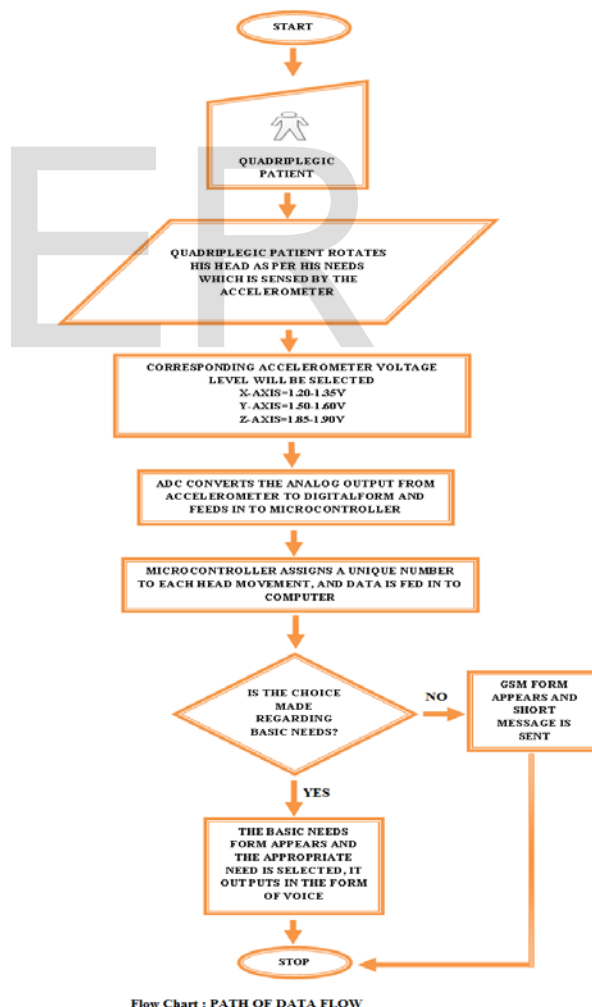 START
QUADRIPLEGIC
PATIENT
QUADRIPLEGIC PATIENT ROTATES
HIS HEAD AS PER HIS NEEDS
WHICH IS SENSED BY THE
ACCELEROMETER
CORRESPONDING ACCELEROMETER VOLTAGE
LEVEL WILL BE SELECTED
X-AXIS=1.20-1.35V
Y-AXIS=1.50-1.60V
Z-AXIS=1.85-1.90V
ADC CONVERTS THE ANALOG OUTPUT FROM
ACCELEROMETER TO DIGITALFORM AND
FEEDS IN TO MICROCONTROLLER
MICROCONTROLLER ASSIGNS A UNIQUE NUMBER
TO EACH HEAD MOVEMENT, AND DATA IS FED IN TO
COMPUTER
IS THE CHOICE
MADE
REGARDING
BASIC NEEDS?
NO
GSM FORM
APPEARS AND
SHORT
MESSAGE IS
SENT
YES
THE BASIC NEEDS
FORM APPEARS AND
THE APPROPRIATE
NEED IS SELECTED, IT
OUTPUTS IN THE FORM
OF VOICE
STOP
Flow Chart : PATH OF DATA FLOW
ER